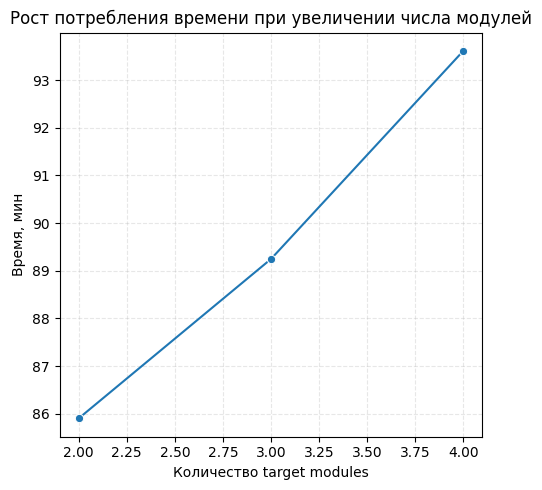 Рост потребления времени при увеличении числа модулей
93
92
91
90
89
88
87
86
Время, мин
2.00 2.25 2.50 2.75 3.00 3.25 3.50 3.75 4.00
Количество target modules